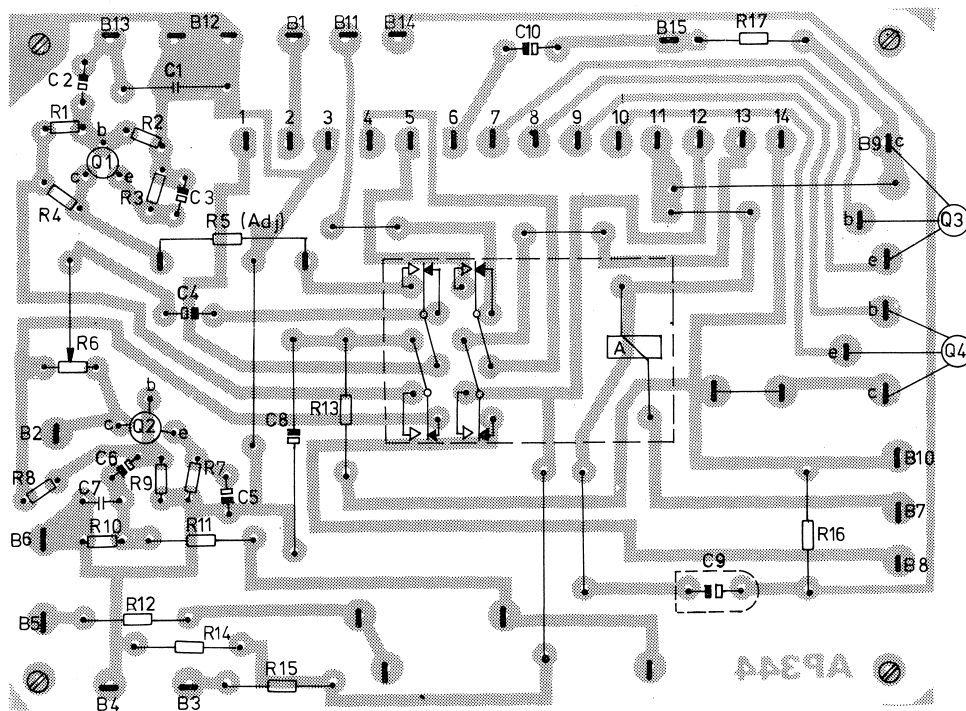 B13 B12 B1 B11 B14 C10 B15 R17
C2 C1
1 2 3 4 5 6 7 8 9 10 11 12 13 14
R1 b R2 B9 c
Q1
c e
R4 R3 C3
R5 (Adj) b Q3
e
C4
b
R6 A e Q4
b c
B2 c Q2 e C8 R13
R8 C6 R9 R7 C5 B10
C7
B6 R10 R11 R16 B7
C9 B8
B5 R12
R14
R15 AP344
B4 B3